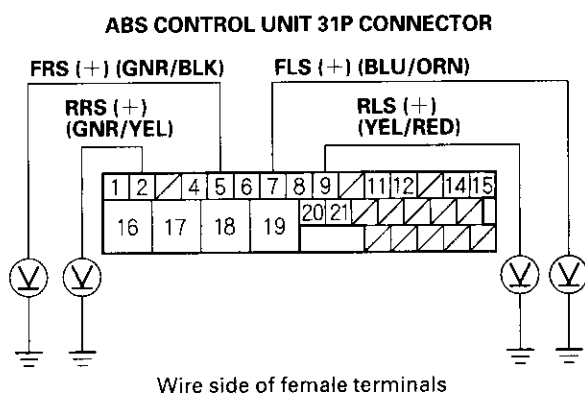 ABS CONTROL UNIT 31P CONNECTOR
FRS (+) (GNR/BLK) FLS (+) (BLU/ORN)
RRS (+) RLS (+)
(GNR/YEL) (YEL/RED)
1 2 4 5 6 7 8 9 11 12 14 15
16 17 18 19 20 21
V V V V
Wire side of female terminals